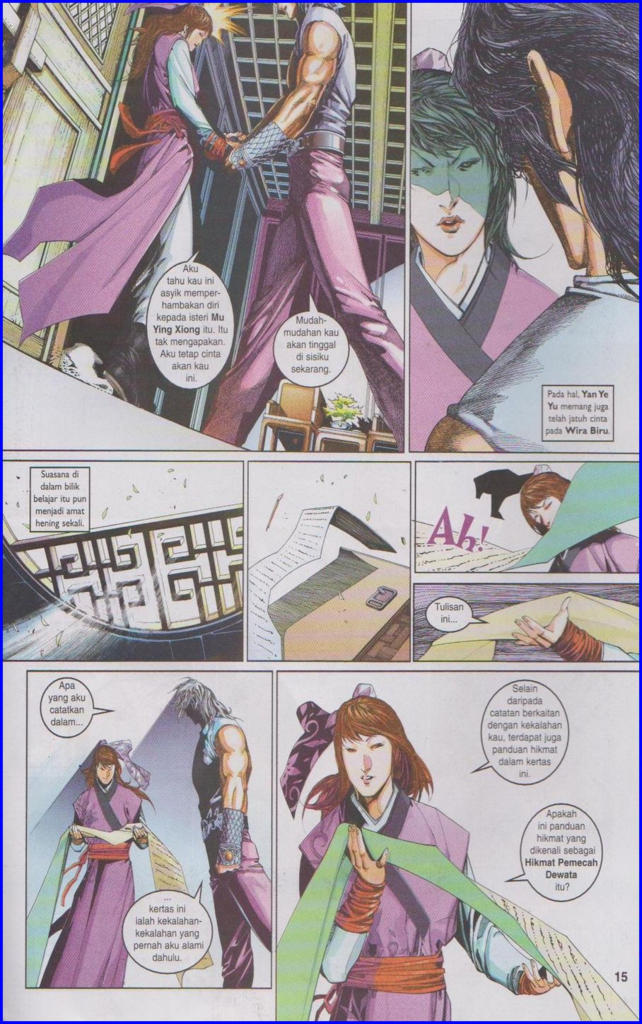 Aku
tahu kau ini
asyik memper-
hambakan diri
kepada isteri Mu
Ying Xiong itu. Itu
tak mengapakan.
Aku tetap cinta
akan kau
ini.
Mudah-
mudahan kau
akan tinggal
di sisiku
sekarang.
Pada hal, Yan Ye
Yu memang juga
telah jatuh cinta
pada Wira Biru.
Suasana di
dalam bilik
belajar itu pun
menjadi amat
hening sekali.
Ah!
Tulisan
ini...
Apa
yang aku
catatkan
dalam...
...
kertas ini
ialah kekalahan-
kekalahan yang
pernah aku alami
dahulu.
Selain
daripada
catatan berkaitan
dengan kekalahan
kau, terdapat juga
panduan hikmat
dalam kertas
ini.
Apakah
ini panduan
hikmat yang
dikenali sebagai
Hikmat Pemecah
Dewata
itu?
15